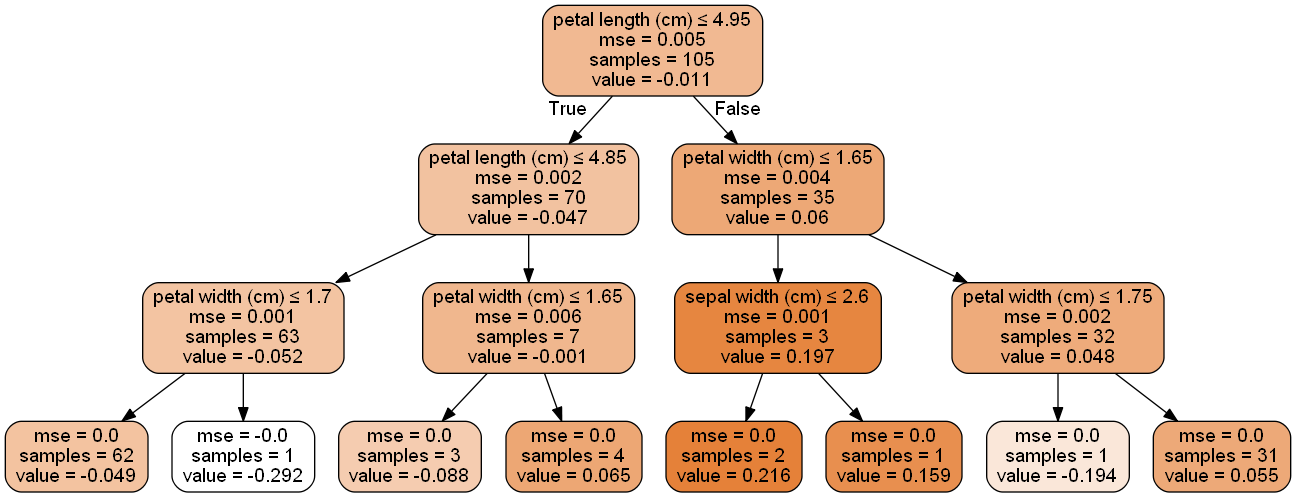 petal length (cm) ≤ 4.95
mse = 0.005
samples = 105
value = -0.011
True
False
petal length (cm) ≤ 4.85
mse = 0.002
samples = 70
value = -0.047
petal width (cm) ≤ 1.65
mse = 0.004
samples = 35
value = 0.06
petal width (cm) ≤ 1.7
mse = 0.001
samples = 63
value = -0.052
petal width (cm) ≤ 1.65
mse = 0.006
samples = 7
value = -0.001
sepal width (cm) ≤ 2.6
mse = 0.001
samples = 3
value = 0.197
petal width (cm) ≤ 1.75
mse = 0.002
samples = 32
value = 0.048
mse = 0.0
samples = 62
value = -0.049
mse = -0.0
samples = 1
value = -0.292
mse = 0.0
samples = 3
value = -0.088
mse = 0.0
samples = 4
value = 0.065
mse = 0.0
samples = 2
value = 0.216
mse = 0.0
samples = 1
value = 0.159
mse = 0.0
samples = 1
value = -0.194
mse = 0.0
samples = 31
value = 0.055